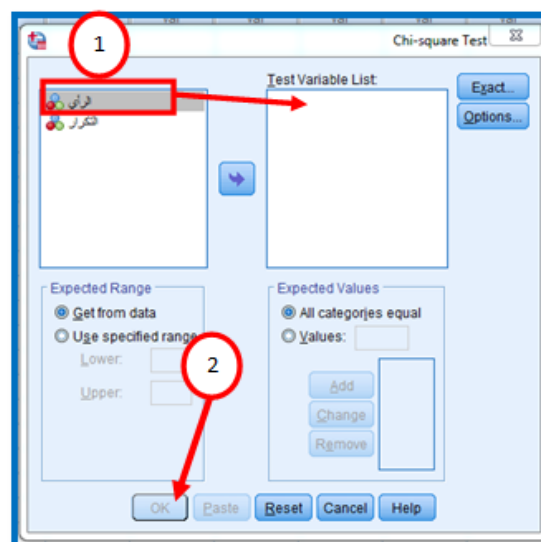 Chi-square Test
1
Test Variable List:
الرأي
التكرار
Exact...
Options...
Expected Range
Get from data
Use specified range
Lower:
Upper:
2
Expected Values
All categories equal
Values:
Add
Change
Remove
OK
Paste
Reset
Cancel
Help